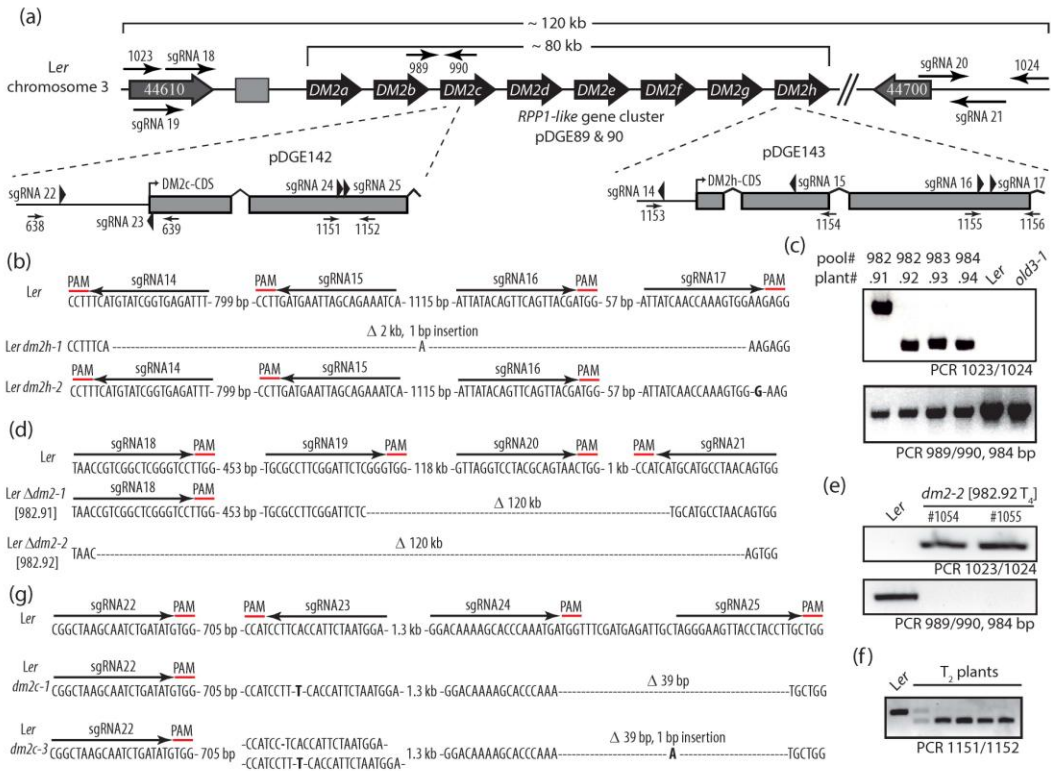 (a)
~ 120 kb
~ 80 kb
1023 sgRNA 18
989 990
sgRNA 20 1024
Ler
chromosome 3
44610 DM2a DM2b DM2c DM2d DM2e DM2f DM2g DM2h 44700
sgRNA 19
RPP1-like gene cluster
pDGE89 & 90
sgRNA 21
pDGE142
pDGE143
sgRNA 22 DM2c-CDS sgRNA 24 sgRNA 25
sgRNA 14 DM2h-CDS sgRNA 15 sgRNA 16 sgRNA 17
638 sgRNA 23 639 1151 1152
1153 1154 1155 1156
(b)
PAM sgRNA14 PAM sgRNA15 sgRNA16 PAM sgRNA17 PAM
Ler CCTTTCATGTATCGGTGAGATTT- 799 bp -CCTTGATGAATTAGCAGAAATCA- 1115 bp -ATTATACAGTTCAGTTACGATGG- 57 bp -ATTATCAACCAAAGTGGAAGAGG
Δ 2 kb, 1 bp insertion
Ler dm2h-1 CCTTTCA A AAGAGG
PAM sgRNA14 PAM sgRNA15 sgRNA16 PAM
Ler dm2h-2 CCTTTCATGTATCGGTGAGATTT- 799 bp -CCTTGATGAATTAGCAGAAATCA- 1115 bp -ATTATACAGTTCAGTTACGATGG- 57 bp -ATTATCAACCAAAGTGG-G-AAG
(c)
pool# 982 982 983 984
plant# .91 .92 .93 .94 Ler old3-1
PCR 1023/1024
PCR 989/990, 984 bp
(d)
sgRNA18 PAM sgRNA19 PAM sgRNA20 PAM PAM sgRNA21
Ler TAACCGTCGGCTCGGGTCCTTGG- 453 bp -TGCGCCTTCGGATTCTCGGGTGG- 118 kb -GTTAGGTCCTACGCAGTAACTGG- 1 kb -CCATCATGCATGCCTAACAGTGG
sgRNA18 PAM
Ler Δdm2-1 TAACCGTCGGCTCGGGTCCTTGG- 453 bp -TGCGCCTTCGGATTCTC Δ 120 kb TGCATGCCTAACAGTGG
[982.91]
Ler Δdm2-2 TAAC Δ 120 kb AGTGG
[982.92]
(e)
dm2-2 [982.92 T4]
Ler #1054 #1055
PCR 1023/1024
PCR 989/990, 984 bp
(g)
sgRNA22 PAM PAM sgRNA23 sgRNA24 PAM sgRNA25 PAM
Ler CGGCTAAGCAATCTGATATGTGG- 705 bp -CCATCCTTCACCATTCTAATGGA- 1.3 kb -GGACAAAAGCACCCAAATGATGGTTTCGATGAGATTGCTAGGGAAGTTACCTACCTTGCTGG
sgRNA22 PAM
Ler
dm2c-1 CGGCTAAGCAATCTGATATGTGG- 705 bp -CCATCCTT-T-CACCATTCTAATGGA- 1.3 kb -GGACAAAAGCACCCAAA Δ 39 bp TGCTGG
sgRNA22 PAM
Ler
dm2c-3 CGGCTAAGCAATCTGATATGTGG- 705 bp -CCATCC-TCACCATTCTAATGGA- -CCATCCTT-T-CACCATTCTAATGGA- 1.3 kb -GGACAAAAGCACCCAAA Δ 39 bp, 1 bp insertion A TGCTGG
(f)
Ler T2 plants
PCR 1151/1152